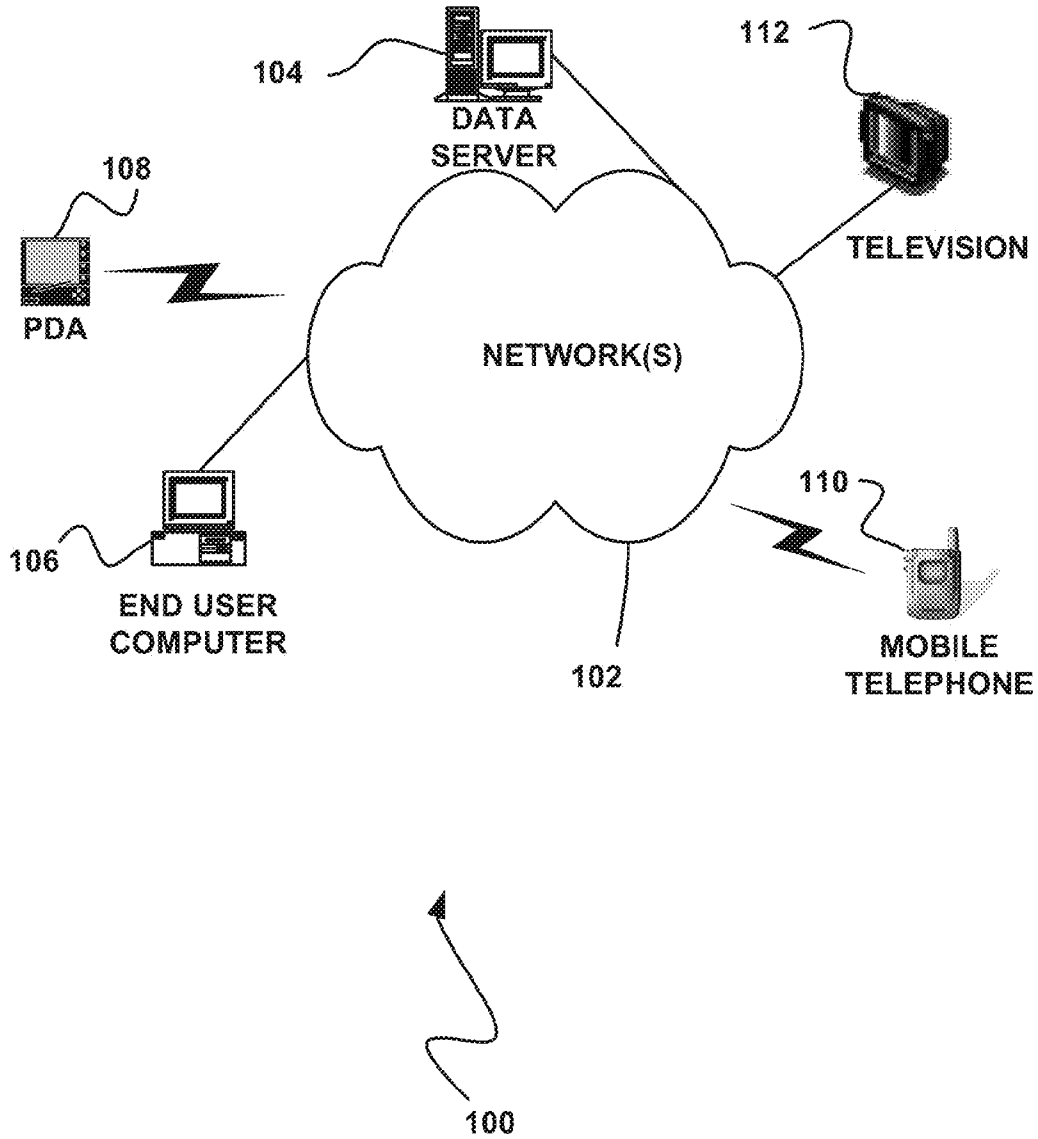 112
104
DATA
SERVER
108
TELEVISION
PDA
NETWORK(S)
110
106
END USER
COMPUTER
102
MOBILE
TELEPHONE
100